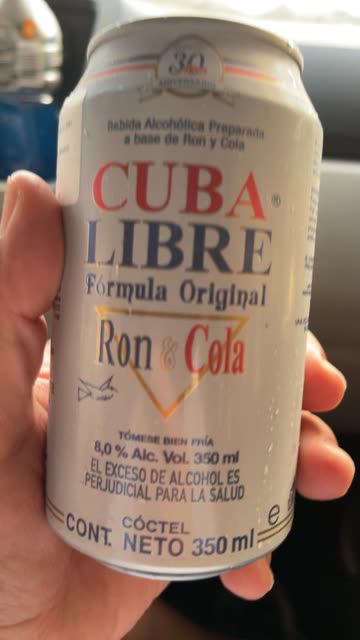 30
ANIVERSARIO
Bebida Alcohólica Preparada
a base de Ron y Cola
CUBA®
LIBRE
Fórmula Original
Ron & Cola
TÓMESE BIEN FRÍA
8,0 % Alc. Vol. 350 ml
EL EXCESO DE ALCOHOL ES
PERJUDICIAL PARA LA SALUD
CÓCTEL
CONT. NETO 350 ml e